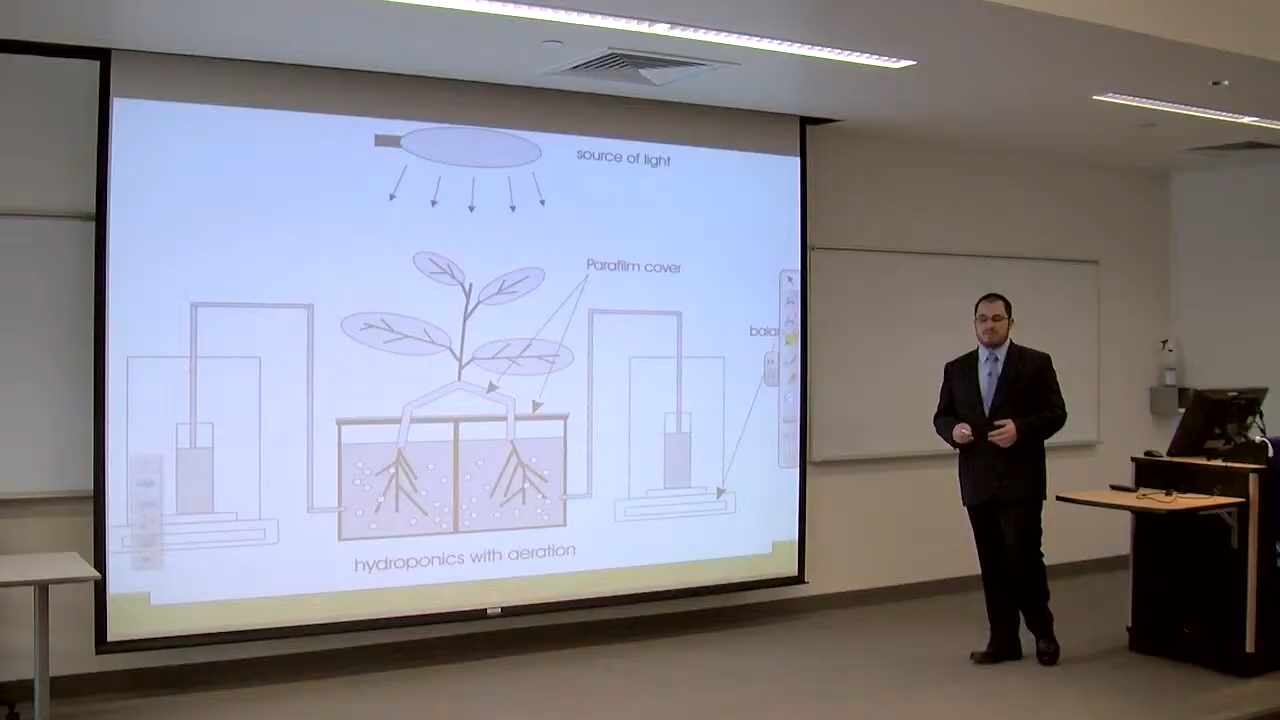 source of light
Parafilm cover
hydroponics with aeration